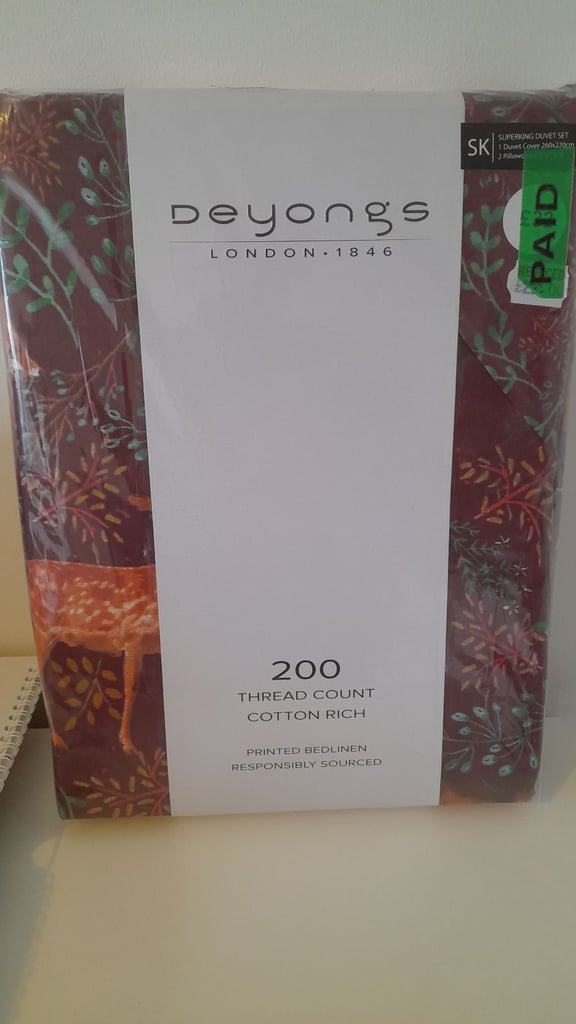 Deyongs
LONDON • 1846
SK
SUPERKING DUVET SET
1 Duvet Cover 260x220cm
2
PAID
200
THREAD COUNT
COTTON RICH
PRINTED BEDLINEN
RESPONSIBLY SOURCED